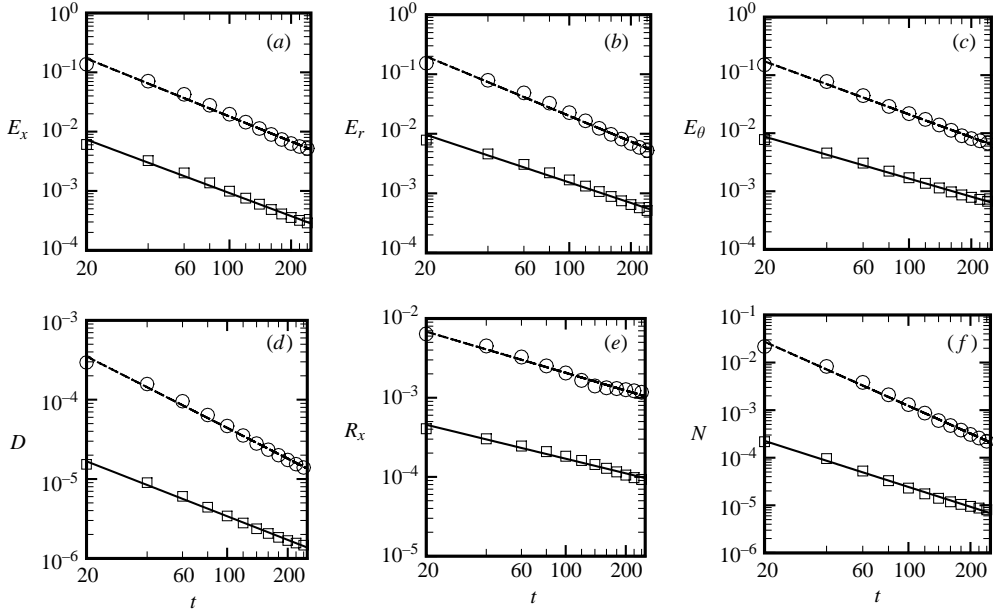 10^0 (a)
10^-1
E_x 10^-2
10^-3
10^-4
20 60 100 200
10^0 (b)
10^-1
E_r 10^-2
10^-3
10^-4
20 60 100 200
10^0 (c)
10^-1
E_θ 10^-2
10^-3
10^-4
20 60 100 200
10^-3 (d)
10^-4
D
10^-5
10^-6
20 60 100 200
t
10^-2 (e)
10^-3
R_x
10^-4
10^-5
20 60 100 200
t
10^-1 (f)
10^-2
10^-3
N
10^-4
10^-5
10^-6
20 60 100 200
t